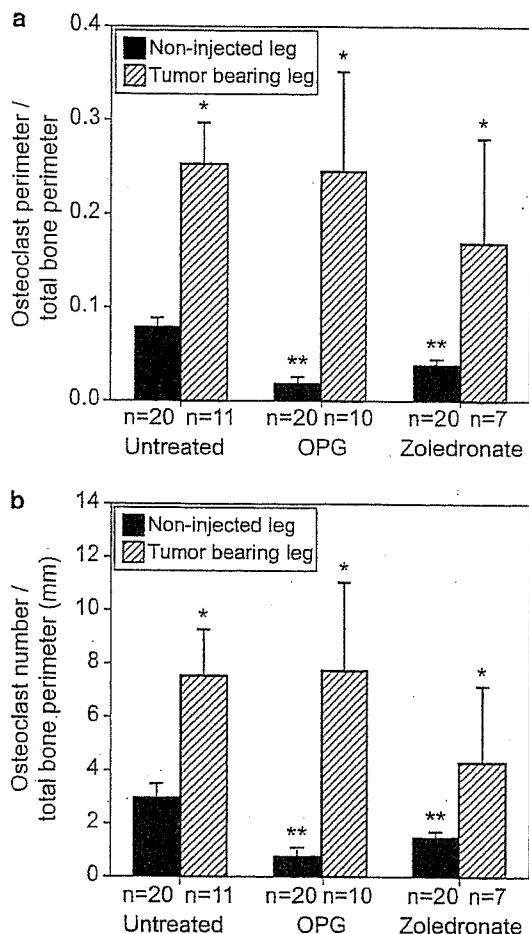 a
0.4
Non-injected leg
Tumor bearing leg
Osteoclast perimeter /
total bone perimeter
0.3
0.2
0.1
0.0
*
*
*
**
**
n=20 n=11
n=20 n=10
n=20 n=7
Untreated
OPG
Zoledronate
b
14
Non-injected leg
Tumor bearing leg
Osteoclast number /
total bone perimeter (mm)
12
10
8
6
4
2
0
*
*
*
**
**
n=20 n=11
n=20 n=10
n=20 n=7
Untreated
OPG
Zoledronate